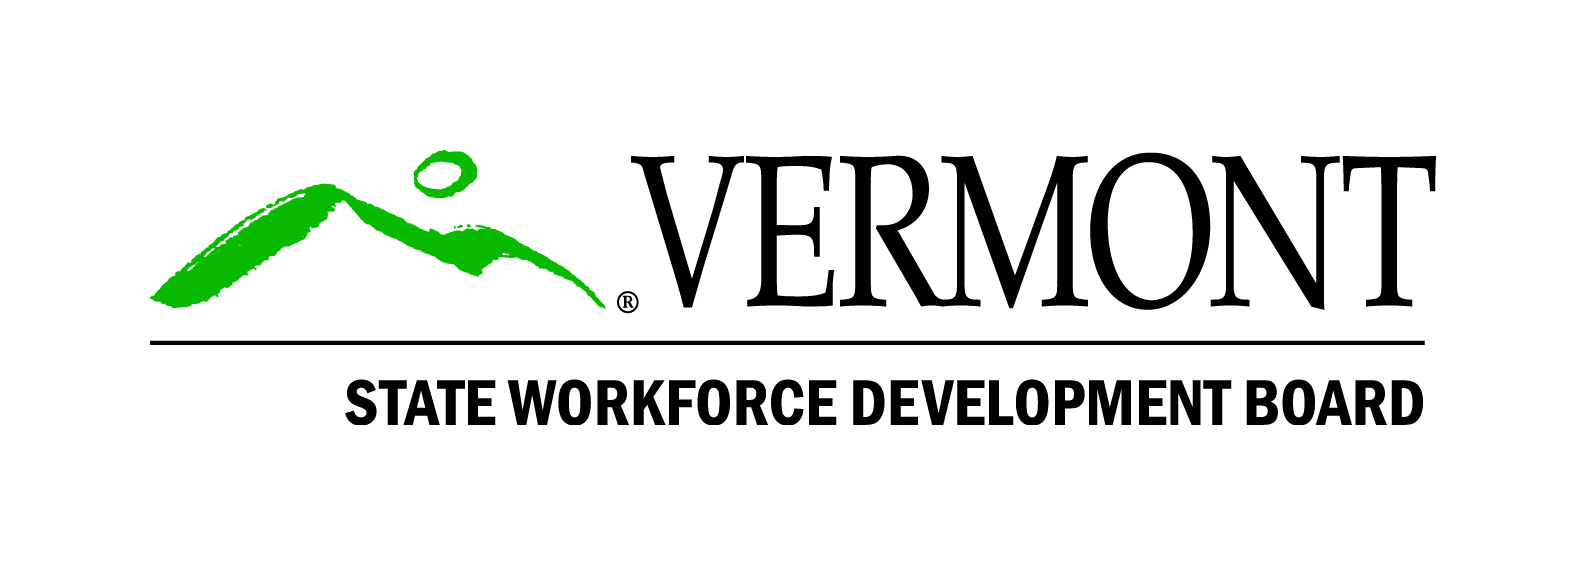 ® VERMONT
STATE WORKFORCE DEVELOPMENT BOARD